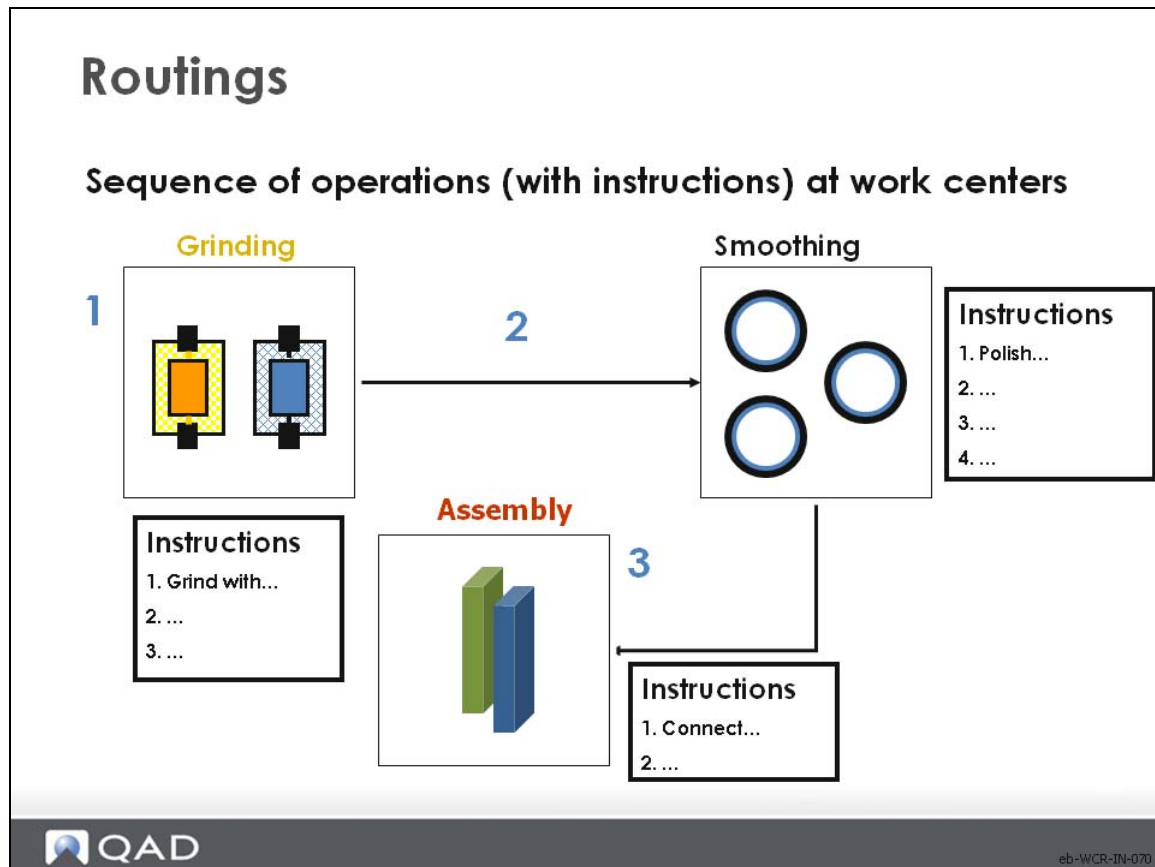 Routings
Sequence of operations (with instructions) at work centers
Grinding
1
2
Smoothing
Instructions
1. Polish...
2. ...
3. ...
4. ...
Instructions
1. Grind with...
2. ...
3. ...
Assembly
3
Instructions
1. Connect...
2. ...
QAD
eb-WCR-IN-070